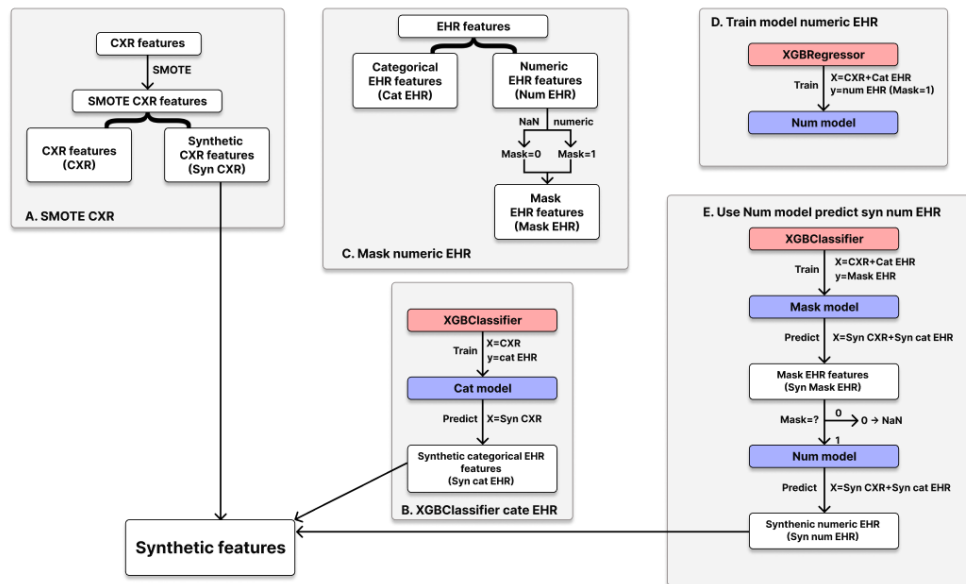 CXR features
SMOTE
SMOTE CXR features
CXR features
(CXR)
Synthetic
CXR features
(Syn CXR)
A. SMOTE CXR
EHR features
Categorical
EHR features
(Cat EHR)
Numeric
EHR features
(Num EHR)
NaN
numeric
Mask=0
Mask=1
Mask
EHR features
(Mask EHR)
C. Mask numeric EHR
D. Train model numeric EHR
XGBRegressor
Train
X=CXR+Cat EHR
y=num EHR (Mask=1)
Num model
XGBClassifier
Train
X=CXR
y=cat EHR
Cat model
Predict
X=Syn CXR
Synthetic categorical EHR
features
(Syn cat EHR)
B. XGBClassifier cate EHR
E. Use Num model predict syn num EHR
XGBClassifier
Train
X=CXR+Cat EHR
y=Mask EHR
Mask model
Predict
X=Syn CXR+Syn cat EHR
Mask EHR features
(Syn Mask EHR)
Mask=?
0
0 → NaN
1
Num model
Predict
X=Syn CXR+Syn cat EHR
Synthenic numeric EHR
(Syn num EHR)
Synthetic features